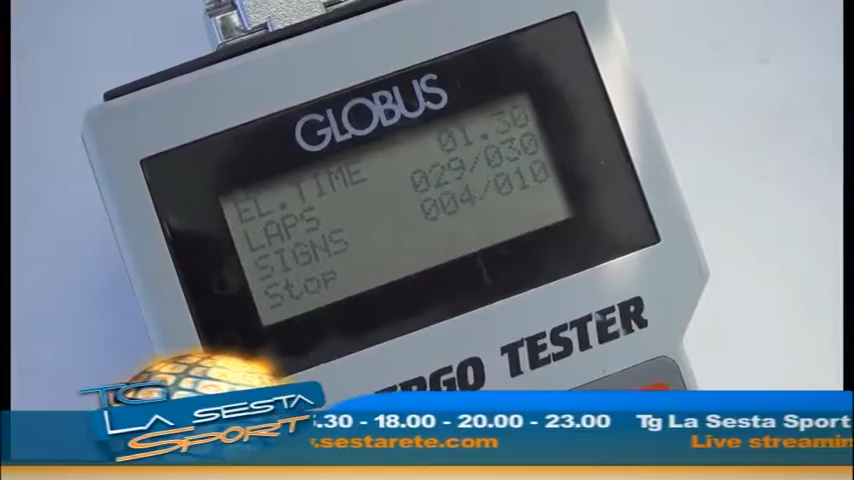 GLOBUS
EL.TIME 01.30
LAPS 029/030
SIGNS 004/010
Stop
ERGO TESTER
TG
LA SESTA
SPORT
.30 - 18.00 - 20.00 - 23.00 Tg La Sesta Sport
.sestarete.com Live streamin